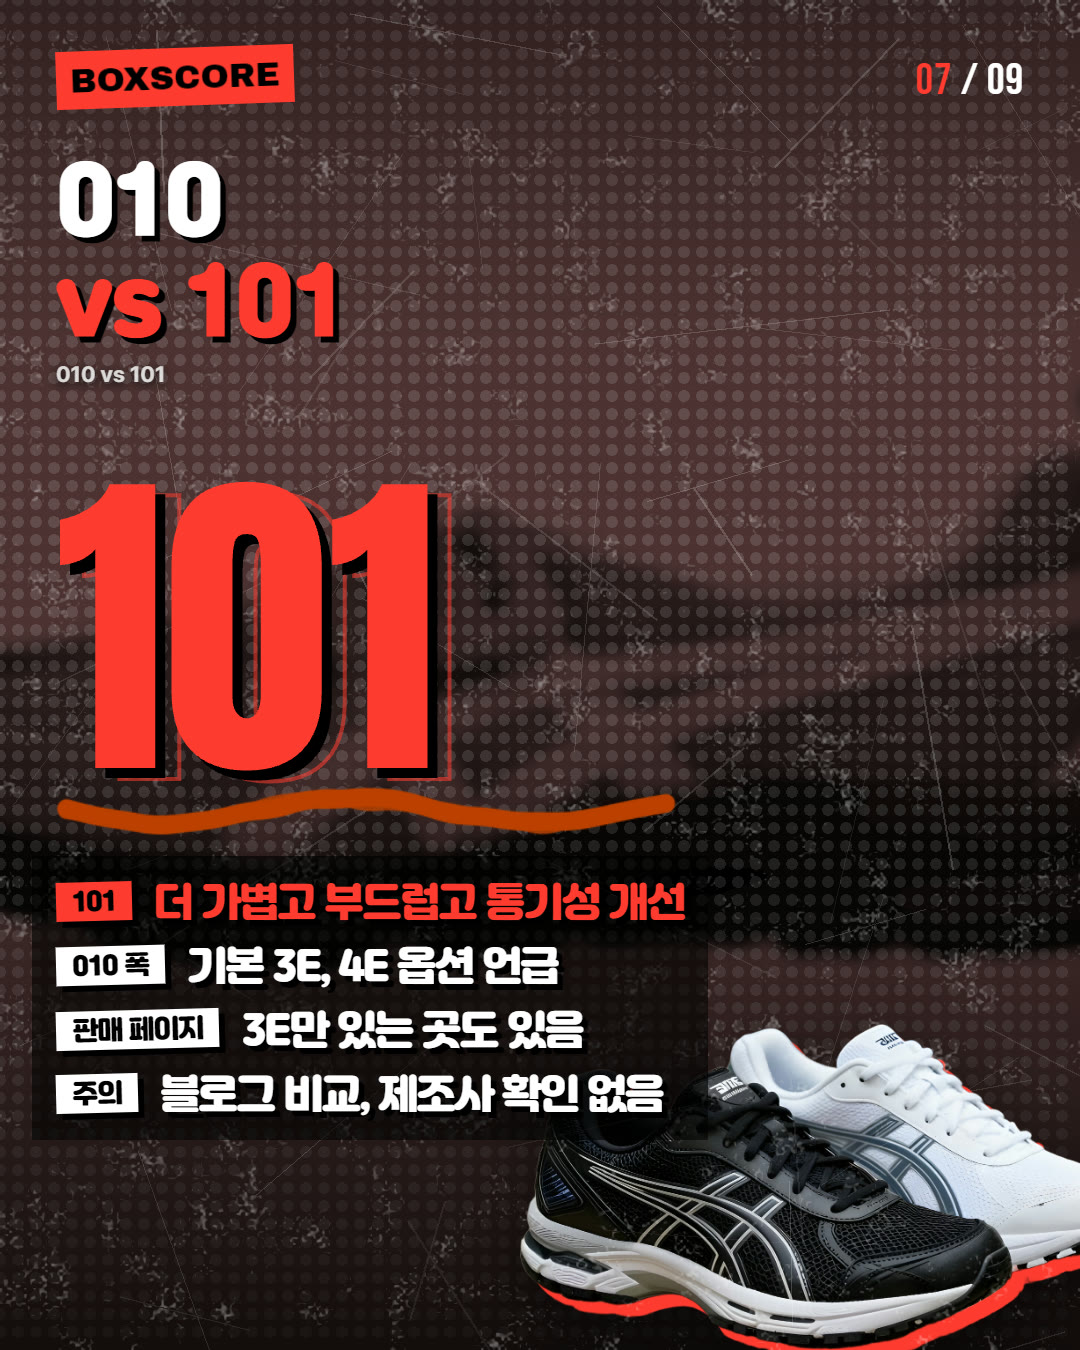 BOXSCORE
07 / 09
010
vs 101
010 vs 101
101
101 더 가볍고 부드럽고 통기성 개선
010 폭 기본 3E, 4E 옵션 언급
판매 페이지 3E만 있는 곳도 있음
주의 블로그 비교, 제조사 확인 없음